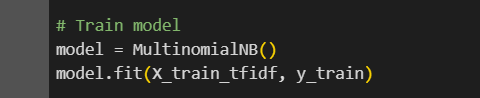 # Train model
model = MultinomialNB()
model.fit(X_train_tfidf, y_train)